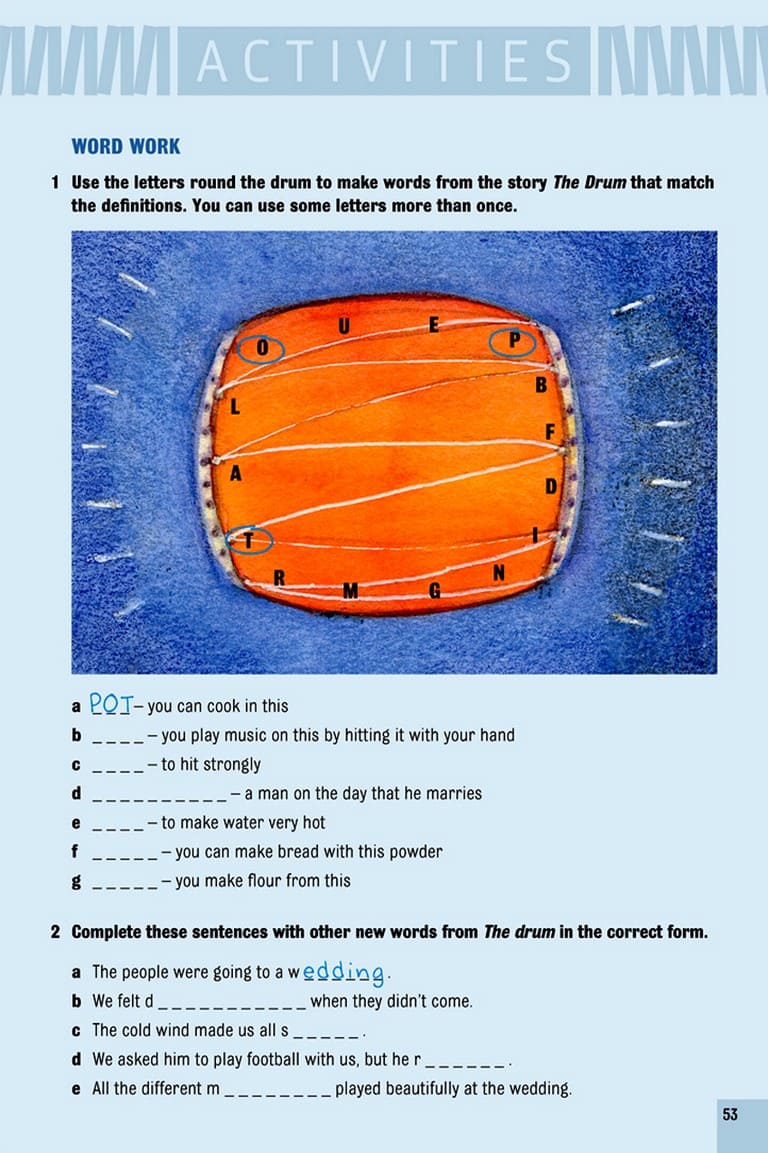 ACTIVITIES
WORD WORK
1 Use the letters round the drum to make words from the story The Drum that match
the definitions. You can use some letters more than once.
U E
O P
B
L
F
A
D
T I
R N
M G
a POT – you can cook in this
b _ _ _ _ – you play music on this by hitting it with your hand
c _ _ _ _ – to hit strongly
d _ _ _ _ _ _ _ _ _ _ – a man on the day that he marries
e _ _ _ _ – to make water very hot
f _ _ _ _ _ – you can make bread with this powder
g _ _ _ _ _ – you make flour from this
2 Complete these sentences with other new words from The drum in the correct form.
a The people were going to a wedding.
b We felt d _ _ _ _ _ _ _ _ _ _ _ when they didn't come.
c The cold wind made us all s _ _ _ _ _ .
d We asked him to play football with us, but he r _ _ _ _ _ _ .
e All the different m _ _ _ _ _ _ _ _ played beautifully at the wedding.
53